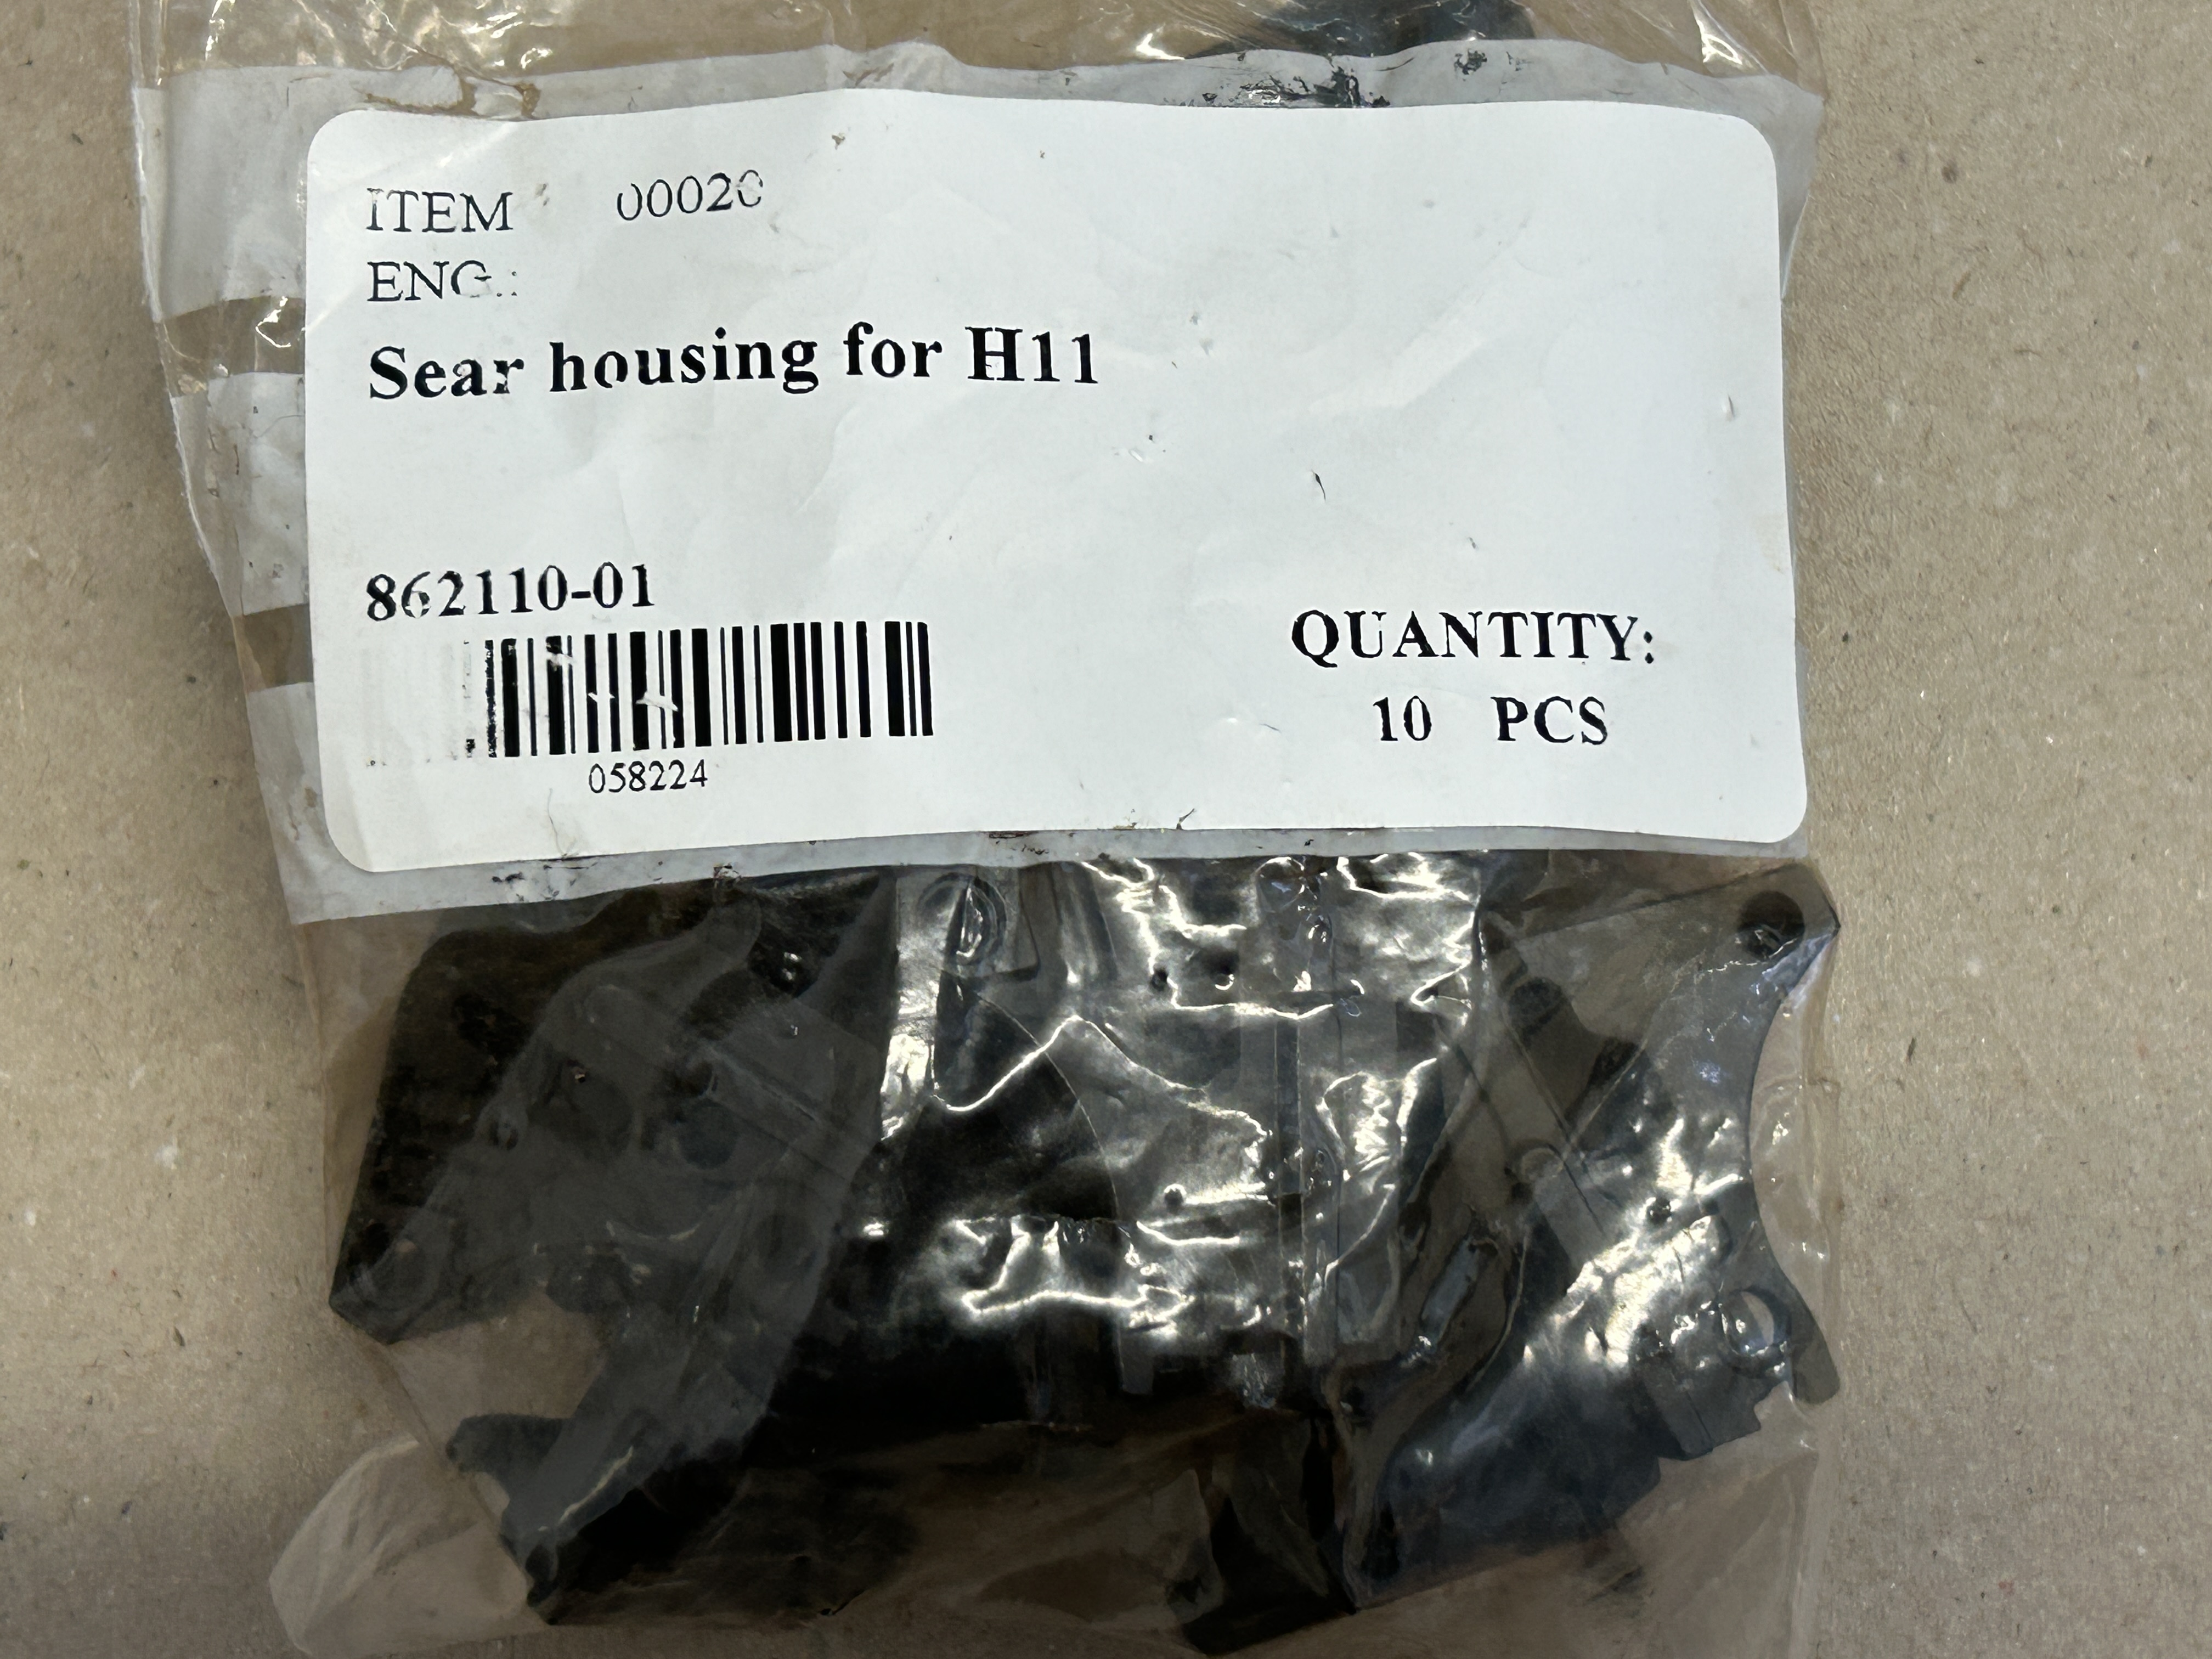 ITEM 00020
ENG.:
Sear housing for H11
862110-01
058224
QUANTITY:
10 PCS